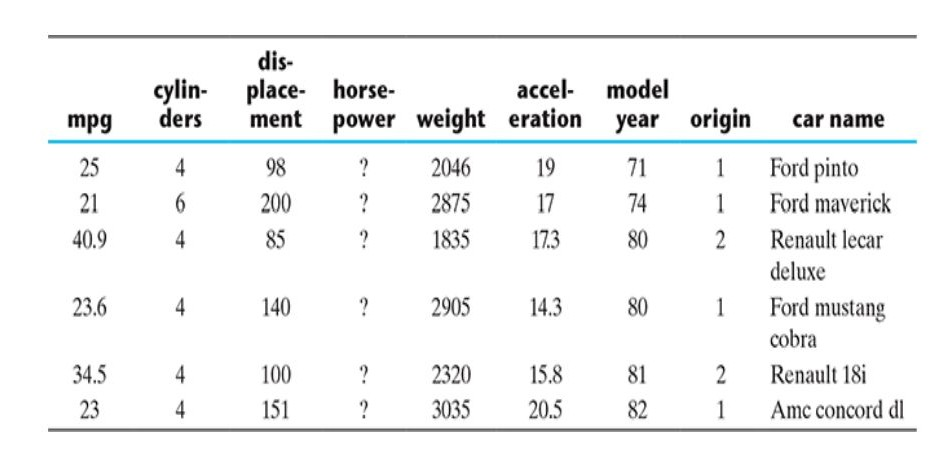 dis-
cylin- place- horse- accel- model
mpg ders ment power weight eration year origin car name
25 4 98 ? 2046 19 71 1 Ford pinto
21 6 200 ? 2875 17 74 1 Ford maverick
40.9 4 85 ? 1835 17.3 80 2 Renault lecar
deluxe
23.6 4 140 ? 2905 14.3 80 1 Ford mustang
cobra
34.5 4 100 ? 2320 15.8 81 2 Renault 18i
23 4 151 ? 3035 20.5 82 1 Amc concord dl